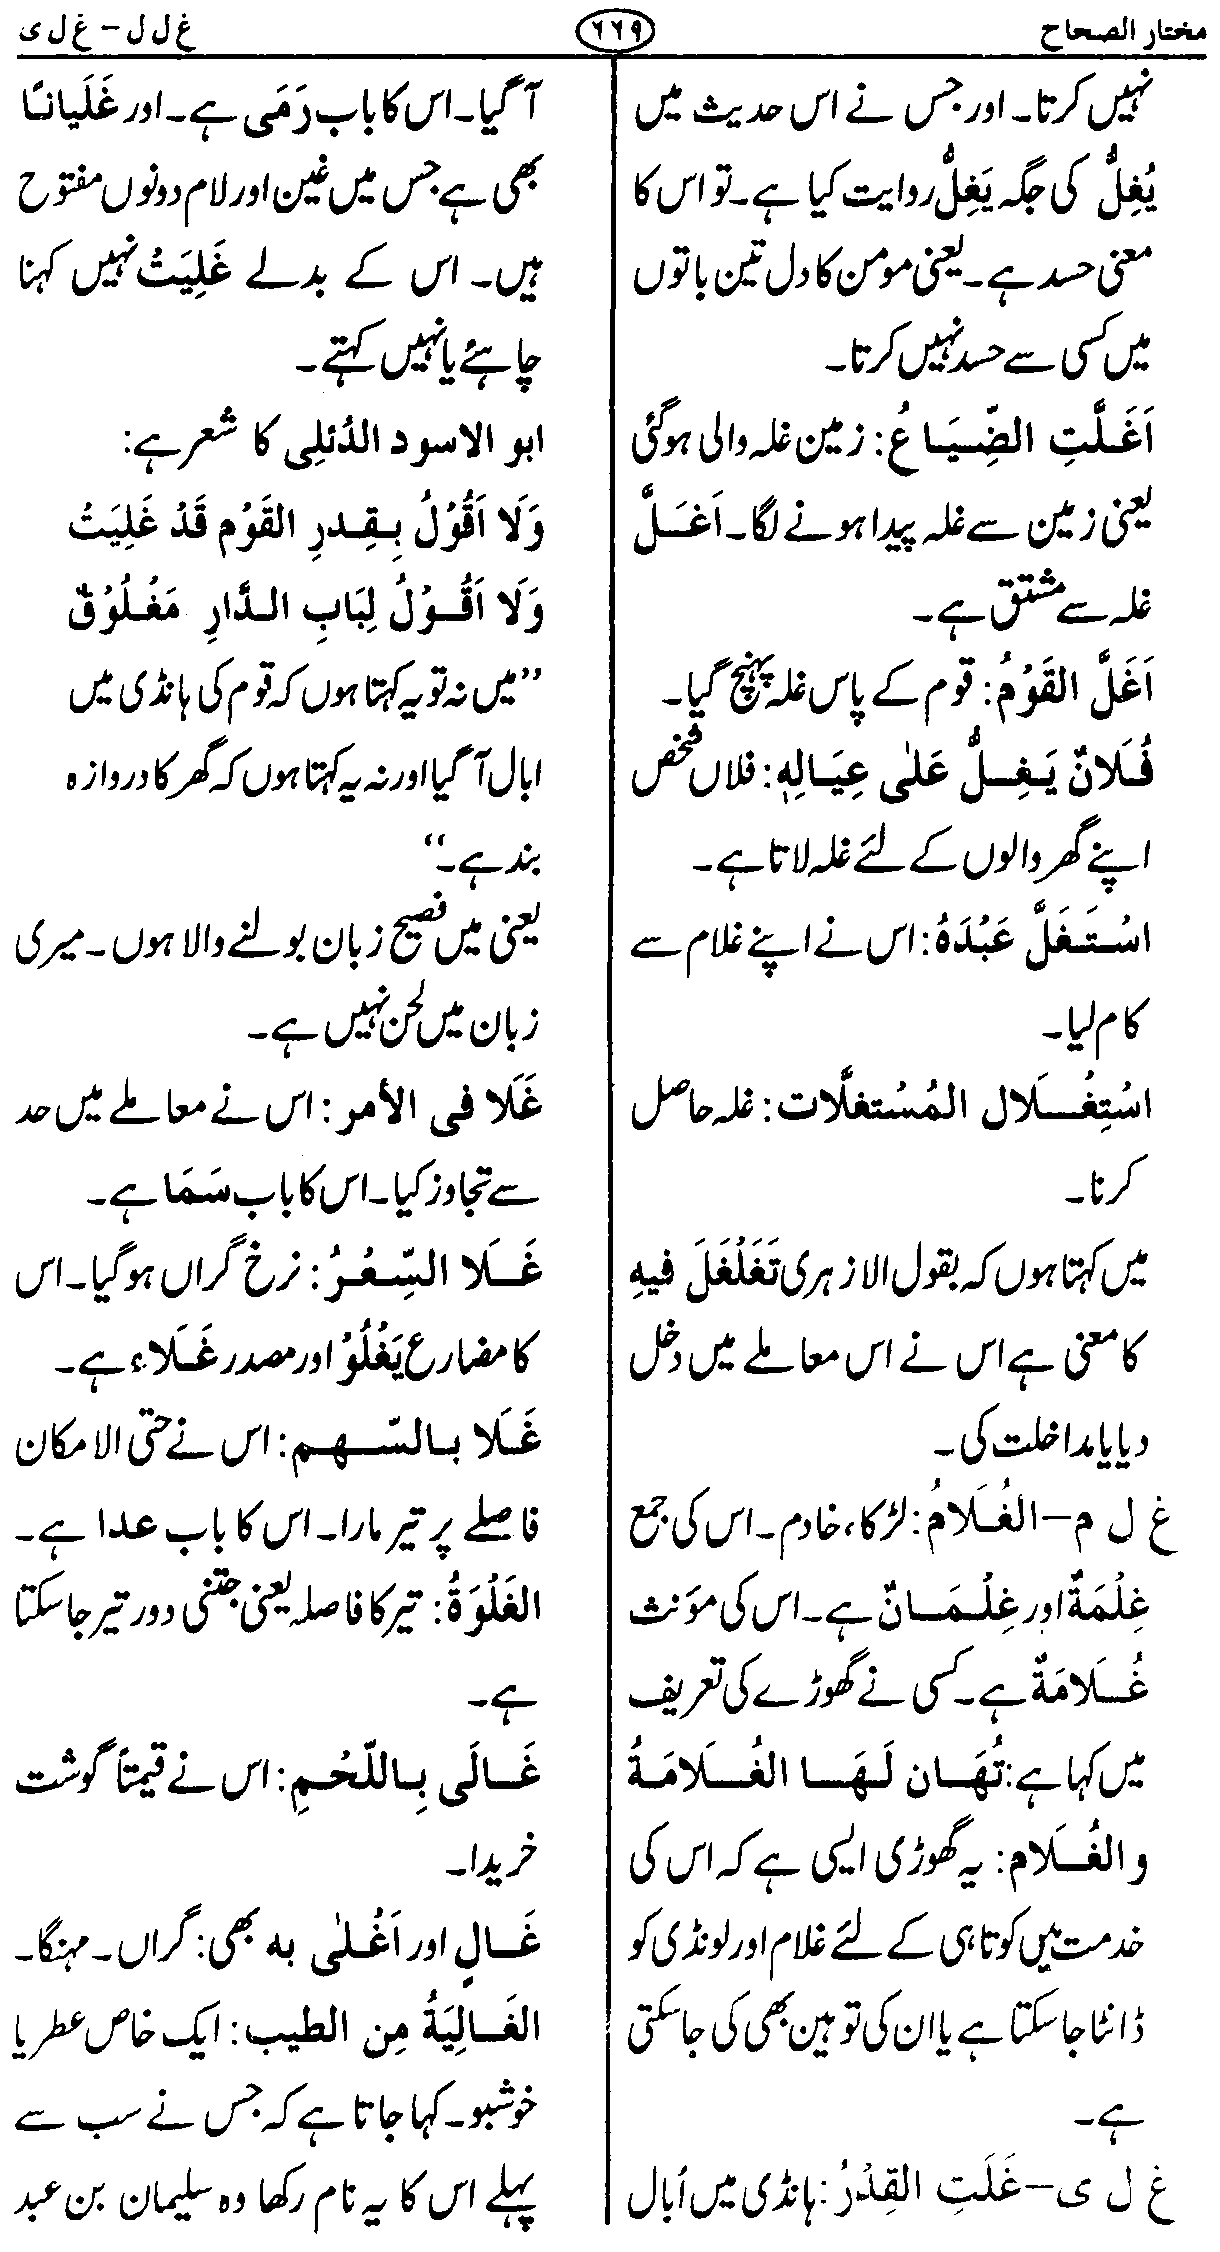 مختار الصحاح
٦٦٩
غ ل ل – غ ل ی
نہیں کرتا۔ اور جس نے اس حدیث میں
یُغِلُّ کی جگہ یَغِلُّ روایت کیا ہے۔ تو اس کا
معنی حسد ہے۔ یعنی مومن کا دل تین باتوں
میں کسی سے حسد نہیں کرتا۔
اَغَلَّتِ الضِّیَاعُ: زمین غلہ والی ہوگئی
یعنی زمین سے غلہ پیدا ہونے لگا۔ اَغَلَّ
غلہ سے مشتق ہے۔
اَغَلَّ القَوْمُ: قوم کے پاس غلہ پہنچ گیا۔
فُلَانٌ یَغِلُّ عَلٰی عِیَالِهٖ: فلاں شخص
اپنے گھر والوں کے لئے غلہ لاتا ہے۔
اسْتَغَلَّ عَبْدَهُ: اس نے اپنے غلام سے
کام لیا۔
اسْتِغْلَال المُسْتغلَّات: غلہ حاصل
کرنا۔
میں کہتا ہوں کہ بقول الازہری تَغَلْغَلَ فیهِ
کا معنی ہے اس نے اس معاملے میں دخل
دیا یا مداخلت کی۔
غ ل م – الغُلَامُ: لڑکا، خادم۔ اس کی جمع
غِلْمَةٌ اور غِلْمَانٌ ہے۔ اس کی مؤنث
غُلَامَةٌ ہے۔ کسی نے گھوڑے کی تعریف
میں کہا ہے: تُهَان لَهَا الغُلَامَةُ
والغُلَام: یہ گھوڑی ایسی ہے کہ اس کی
خدمت میں کوتاہی کے لئے غلام اور لونڈی کو
ڈانٹا جا سکتا ہے یا ان کی توہین بھی کی جا سکتی
ہے۔
غ ل ی – غَلَتِ القِدْرُ: ہانڈی میں اُبال
آ گیا۔ اس کا باب رَمَی ہے۔ اور غَلَیانًا
بھی ہے جس میں غین اور لام دونوں مفتوح
ہیں۔ اس کے بدلے غَلِیَتْ نہیں کہنا
چاہئے یا نہیں کہتے۔
ابو الاسود الدُئلِی کا شعر ہے:
وَلَا اَقُوْلُ بِقِدرِ القَوْم قَدْ غَلِیَتْ
وَلَا اَقُوْلُ لِبَابِ الدَّارِ مَغْلُوْقٌ
”میں نہ تو یہ کہتا ہوں کہ قوم کی ہانڈی میں
ابال آ گیا اور نہ یہ کہتا ہوں کہ گھر کا دروازہ
بند ہے۔“
یعنی میں فصیح زبان بولنے والا ہوں۔ میری
زبان میں لحن نہیں ہے۔
غَلَا فی الأمر: اس نے معاملے میں حد
سے تجاوز کیا۔ اس کا باب سَمَا ہے۔
غَلَا السِّعْرُ: نرخ گراں ہوگیا۔ اس
کا مضارع یَغْلُوْ اور مصدر غَلَاء ہے۔
غَلَا بالسّهم: اس نے حتی الامکان
فاصلے پر تیر مارا۔ اس کا باب عدا ہے۔
الغَلْوَةُ: تیر کا فاصلہ یعنی جتنی دور تیر جا سکتا
ہے۔
غَالَی بِاللّحْمِ: اس نے قیمتاً گوشت
خریدا۔
غَالٍ اور اَغْلٰی به بھی: گراں۔ مہنگا۔
الغَالِیَةُ مِن الطیب: ایک خاص عطر یا
خوشبو۔ کہا جاتا ہے کہ جس نے سب سے
پہلے اس کا یہ نام رکھا وہ سلیمان بن عبد